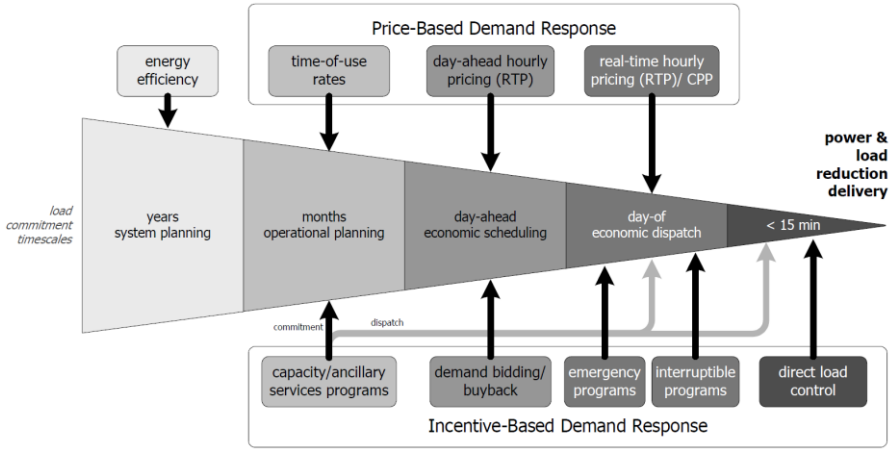 Price-Based Demand Response
energy
efficiency
time-of-use
rates
day-ahead hourly
pricing (RTP)
real-time hourly
pricing (RTP)/ CPP
power &
load
reduction
delivery
load
commitment
timescales
years
system planning
months
operational planning
day-ahead
economic scheduling
day-of
economic dispatch
< 15 min
commitment
dispatch
capacity/ancillary
services programs
demand bidding/
buyback
emergency
programs
interruptible
programs
direct load
control
Incentive-Based Demand Response